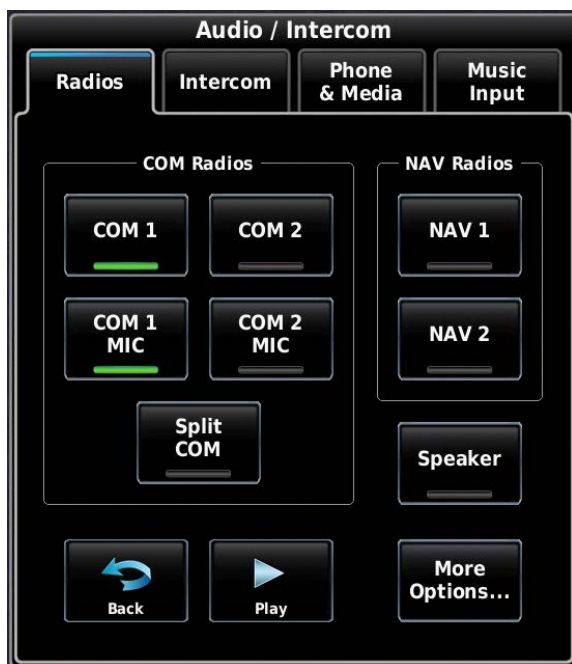 Audio / Intercom
Radios
Intercom
Phone
& Media
Music
Input
COM Radios
NAV Radios
COM 1
COM 2
NAV 1
COM 1
MIC
COM 2
MIC
NAV 2
Split
COM
Speaker
Back
Play
More
Options...